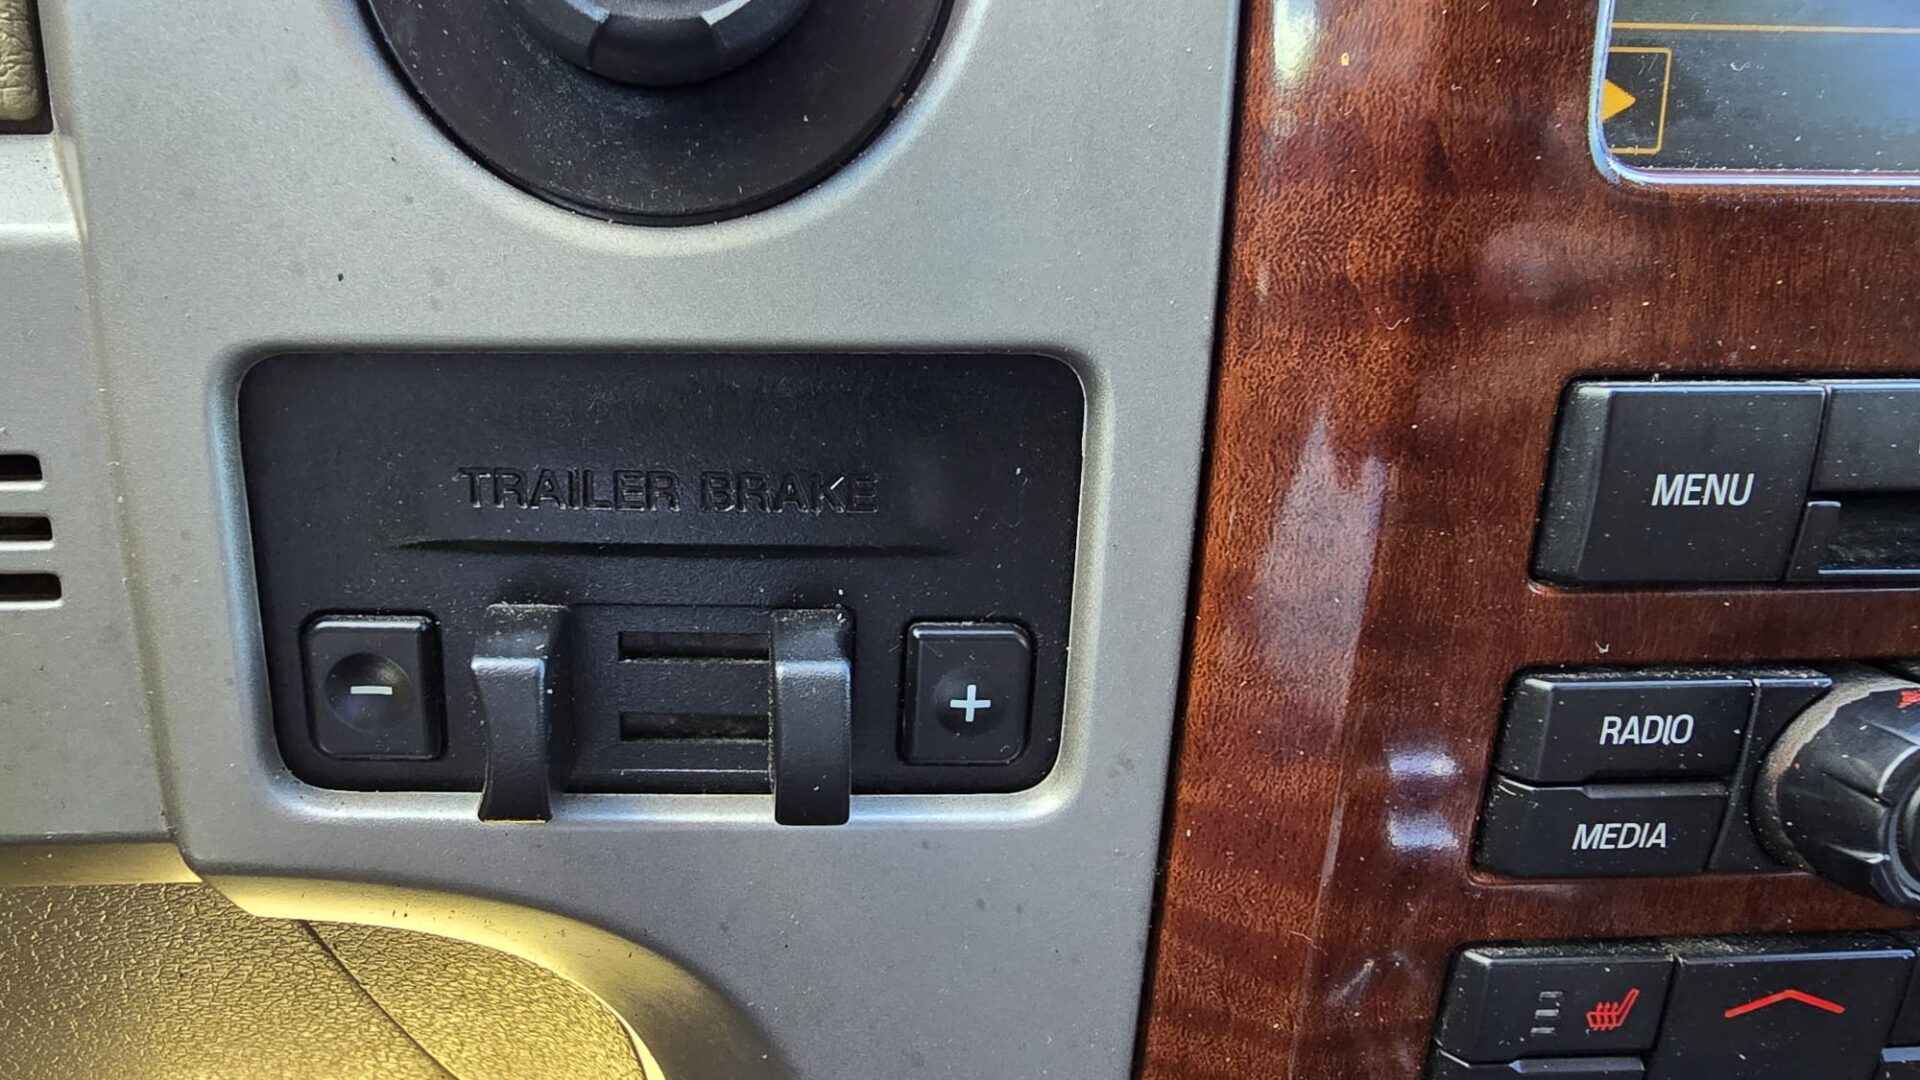 TRAILER BRAKE
-
+
MENU
RADIO
MEDIA